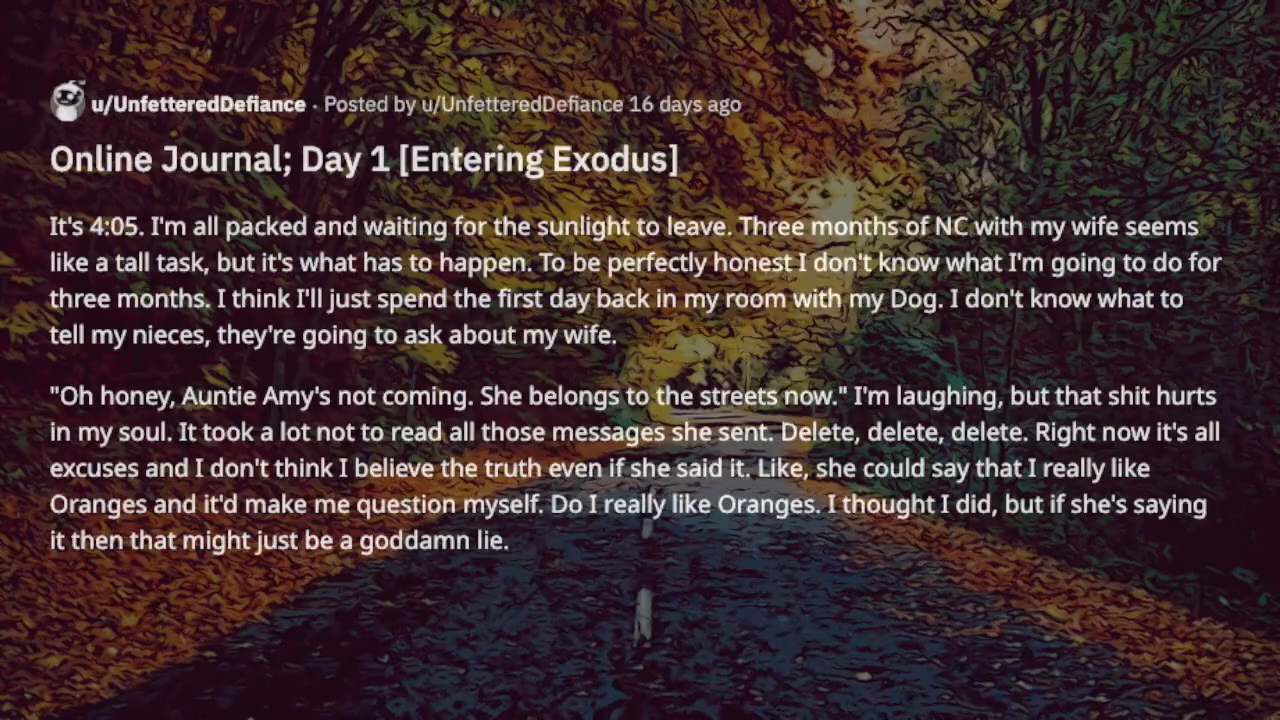 u/UnfetteredDefiance · Posted by u/UnfetteredDefiance 16 days ago
Online Journal; Day 1 [Entering Exodus]
It's 4:05. I'm all packed and waiting for the sunlight to leave. Three months of NC with my wife seems
like a tall task, but it's what has to happen. To be perfectly honest I don't know what I'm going to do for
three months. I think I'll just spend the first day back in my room with my Dog. I don't know what to
tell my nieces, they're going to ask about my wife.
"Oh honey, Auntie Amy's not coming. She belongs to the streets now." I'm laughing, but that shit hurts
in my soul. It took a lot not to read all those messages she sent. Delete, delete, delete. Right now it's all
excuses and I don't think I believe the truth even if she said it. Like, she could say that I really like
Oranges and it'd make me question myself. Do I really like Oranges. I thought I did, but if she's saying
it then that might just be a goddamn lie.